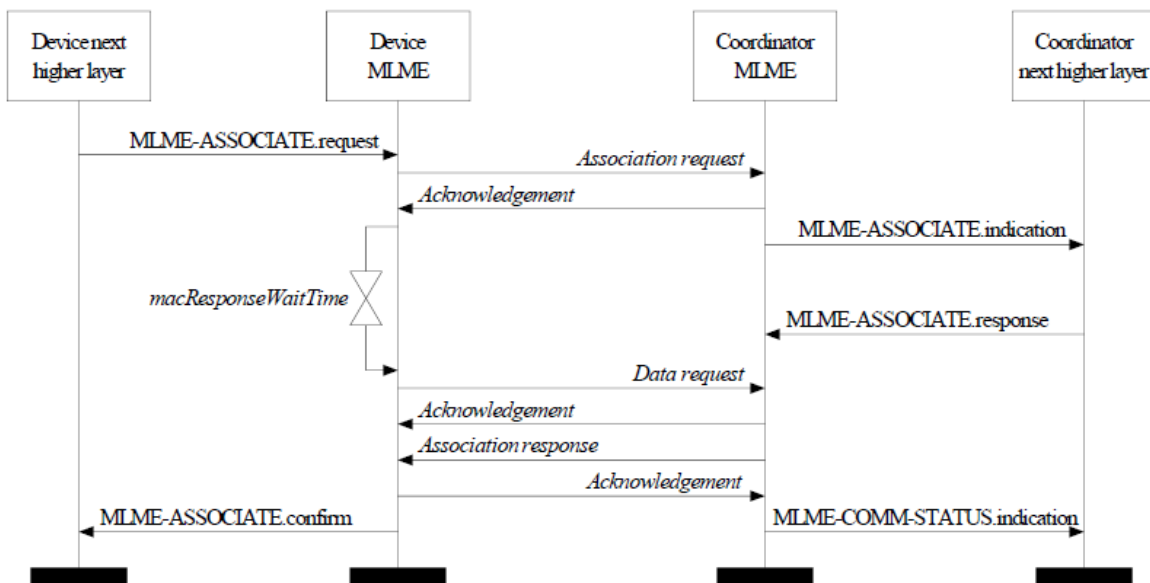 Device next
higher layer
Device
MLME
Coordinator
MLME
Coordinator
next higher layer
MLME-ASSOCIATE.request
Association request
Acknowledgement
MLME-ASSOCIATE.indication
macResponseWaitTime
MLME-ASSOCIATE.response
Data request
Acknowledgement
Association response
Acknowledgement
MLME-ASSOCIATE.confirm
MLME-COMM-STATUS.indication